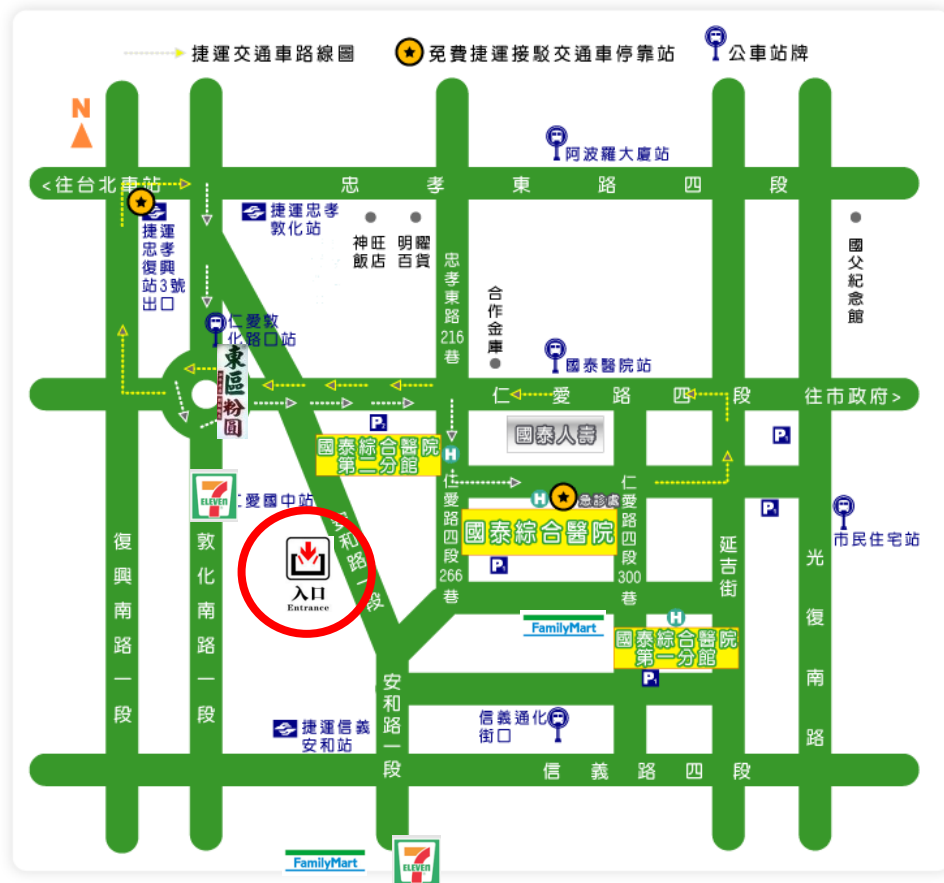 捷運交通車路線圖
免費捷運接駁交通車停靠站
公車站牌
N
阿波羅大廈站
<往台北車站
忠孝東路四段
捷運忠孝
敦化站
捷運
忠孝
復興
站3號
出口
神旺
飯店
明曜
百貨
忠孝東路216巷
合作金庫
國父紀念館
仁愛敦
化路口站
國泰醫院站
東區粉圓
仁愛路四段
往市政府>
P
國泰人壽
P
國泰綜合醫院
第二分館
H
7
ELEVEN
仁愛國中站
H
急診處
國泰綜合醫院
P
P
市民住宅站
入口
Entrance
安和路一段
仁愛路四段266巷
仁愛路四段300巷
延吉街
光復南路
復興南路一段
敦化南路一段
FamilyMart
H
國泰綜合醫院
第一分館
P
安和路一段
捷運信義
安和站
信義通化
街口
信義路四段
FamilyMart
7
ELEVEN